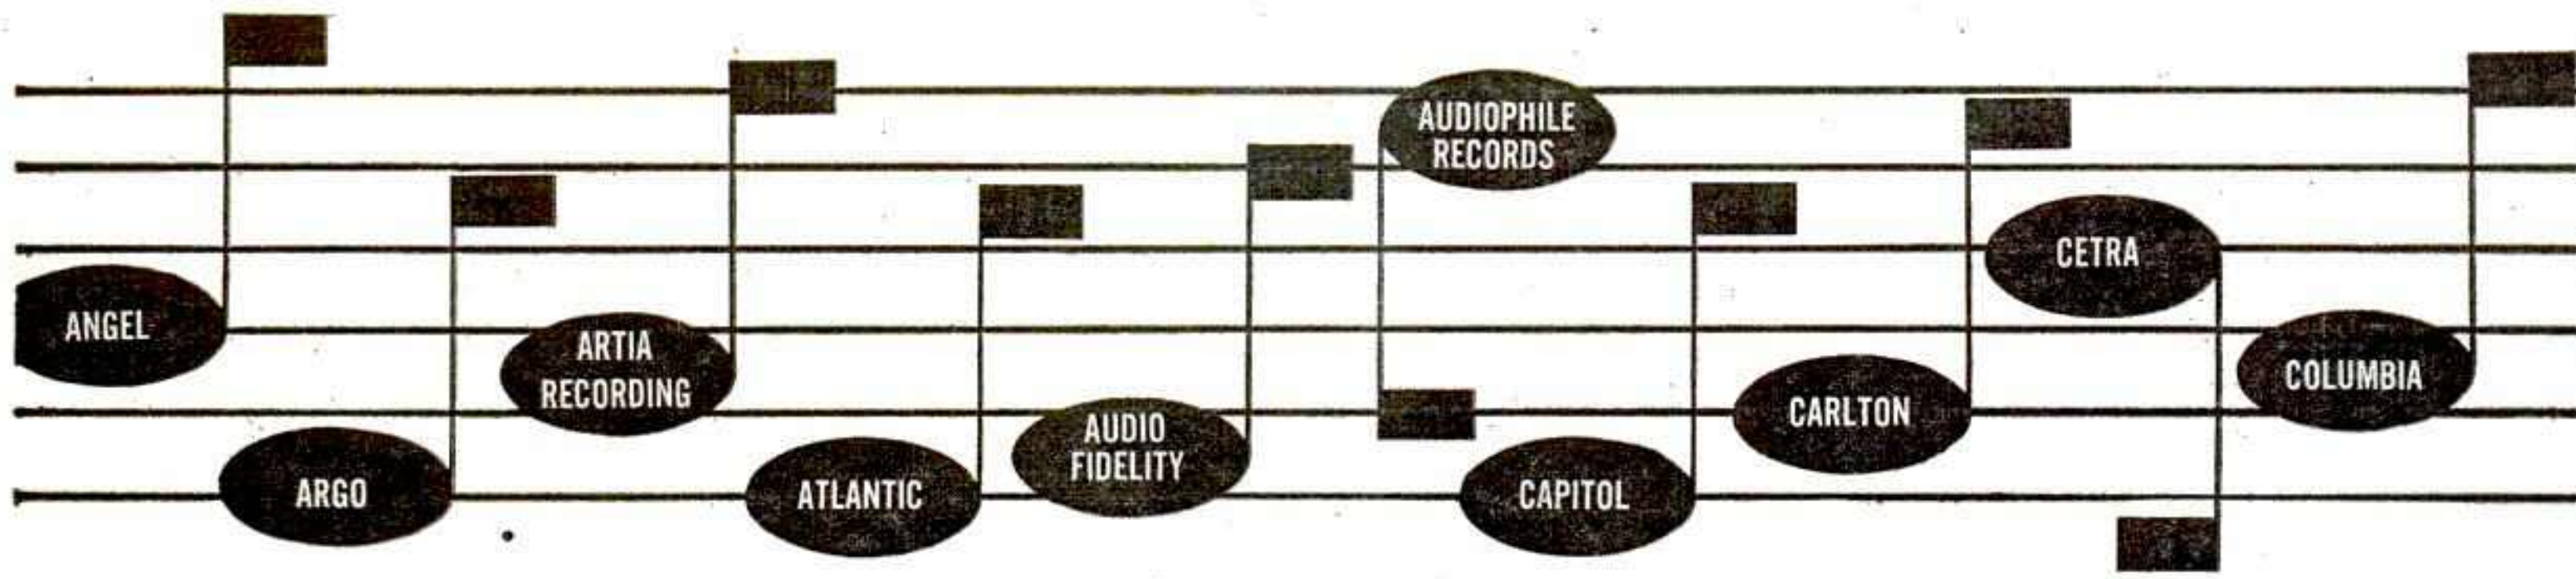 ANGEL
ARGO
ARTIA
RECORDING
ATLANTIC
AUDIO
FIDELITY
AUDIOPHILE
RECORDS
CAPITOL
CARLTON
CETRA
COLUMBIA